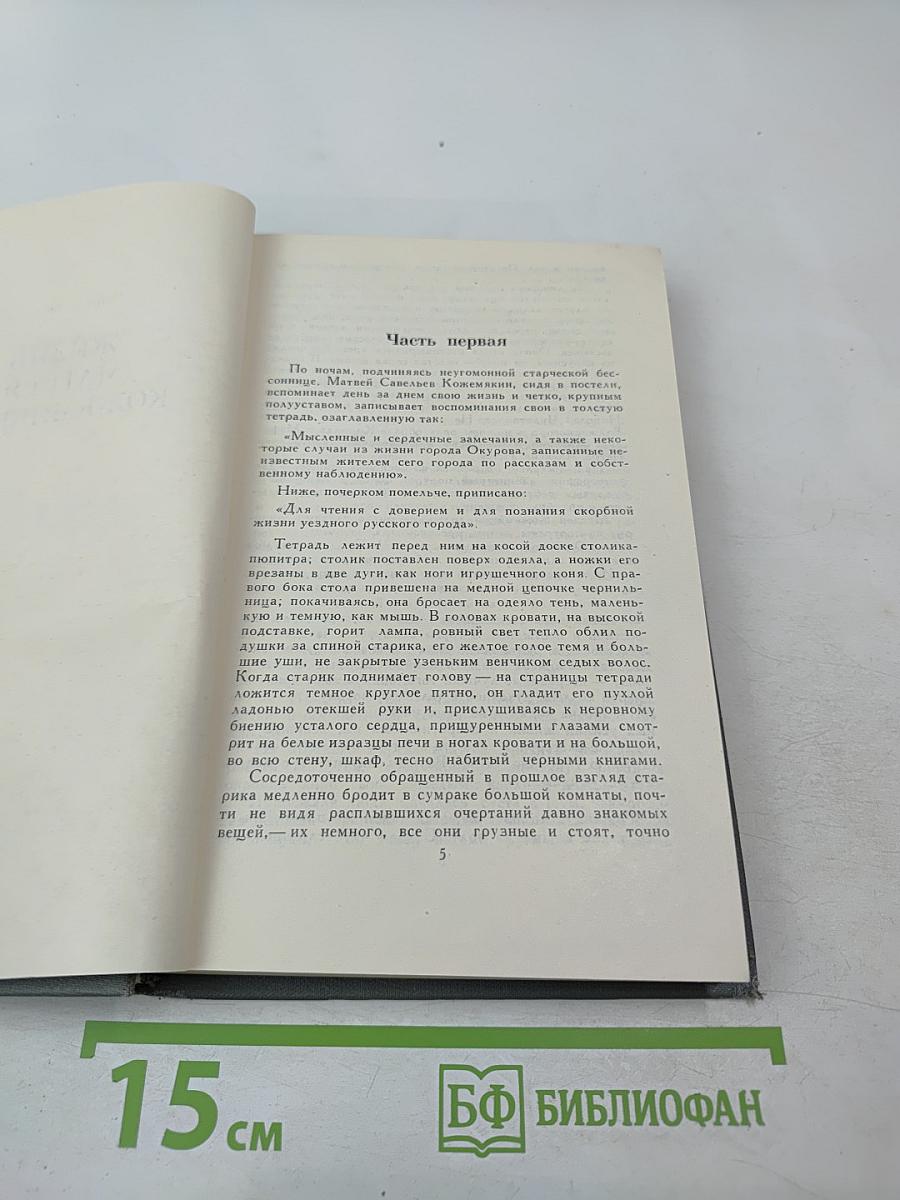 Часть первая
По ночам, подчиняясь неугомонной старческой бес-
соннице, Матвей Савельев Кожемякин, сидя в постели,
вспоминает день за днем свою жизнь и четко, крупным
полууставом, записывает воспоминания свои в толстую
тетрадь, озаглавленную так:
«Мысленные и сердечные замечания, а также неко-
торые случаи из жизни города Окурова, записанные не-
известным жителем сего города по рассказам и собст-
венному наблюдению».
Ниже, почерком помельче, приписано:
«Для чтения с доверием и для познания скорбной
жизни уездного русского города».
Тетрадь лежит перед ним на косой доске столика-
пюпитра; столик поставлен поверх одеяла, а ножки его
врезаны в две дуги, как ноги игрушечного коня. С пра-
вого бока стола привешена на медной цепочке черниль-
ница; покачиваясь, она бросает на одеяло тень, малень-
кую и темную, как мышь. В головах кровати, на высокой
подставке, горит лампа, ровный свет тепло облил по-
душки за спиной старика, его желтое голое темя и боль-
шие уши, не закрытые узеньким венчиком седых волос.
Когда старик поднимает голову — на страницы тетради
ложится темное круглое пятно, он гладит его пухлой
ладонью отекшей руки и, прислушиваясь к неровному
биению усталого сердца, прищуренными глазами смот-
рит на белые изразцы печи в ногах кровати и на большой,
во всю стену, шкаф, тесно набитый черными книгами.
Сосредоточенно обращенный в прошлое взгляд ста-
рика медленно бродит в сумраке большой комнаты, поч-
ти не видя расплывшихся очертаний давно знакомых
вещей,— их немного, все они грузные и стоят, точно
5
15 см
БФ БИБЛИОФАН